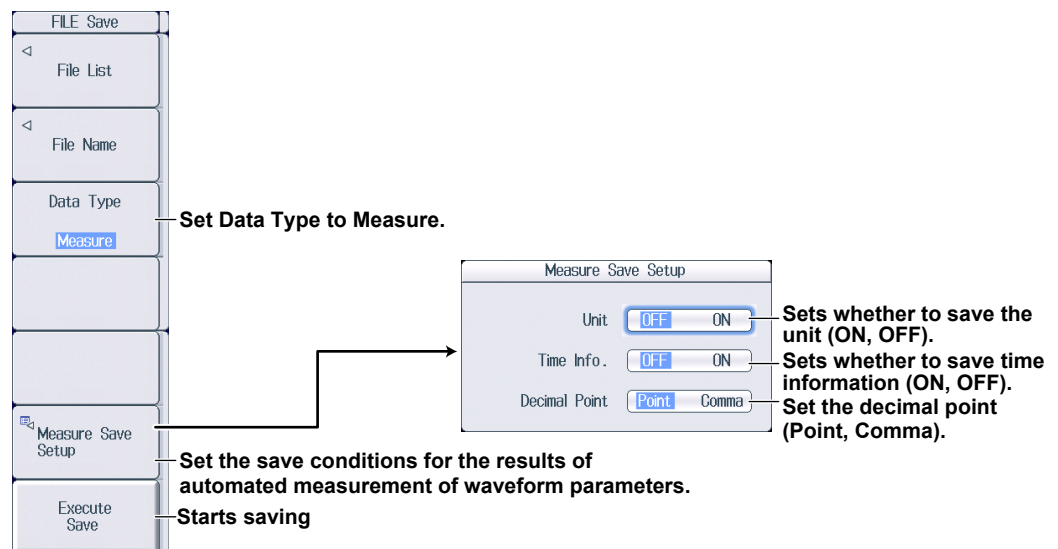 FILE Save
File List
File Name
Data Type
Measure
Set Data Type to Measure.
Measure Save Setup
Unit OFF ON
Sets whether to save the
unit (ON, OFF).
Time Info. OFF ON
Sets whether to save time
information (ON, OFF).
Decimal Point Point Comma
Set the decimal point
(Point, Comma).
Measure Save
Setup
Set the save conditions for the results of
automated measurement of waveform parameters.
Execute
Save
Starts saving